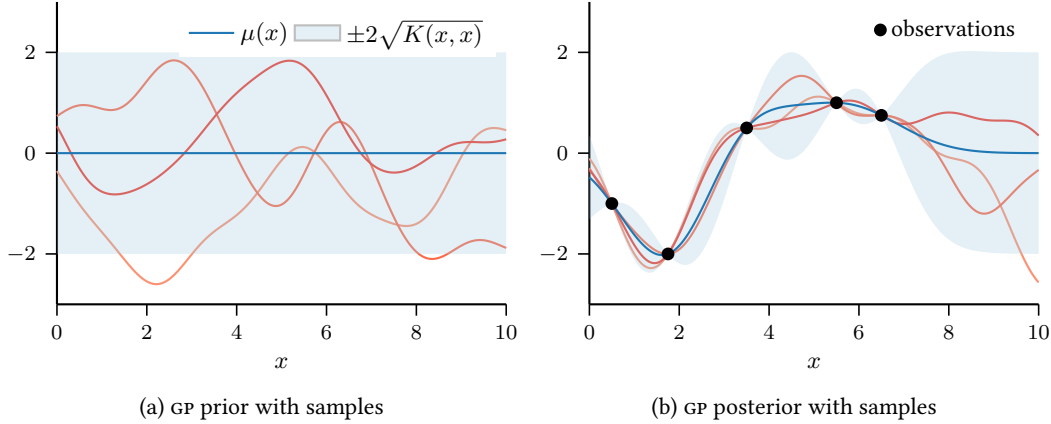 μ(x) ±2√K(x, x)
2
0
−2
0 2 4 6 8 10
x
(a) GP prior with samples
observations
2
0
−2
0 2 4 6 8 10
x
(b) GP posterior with samples